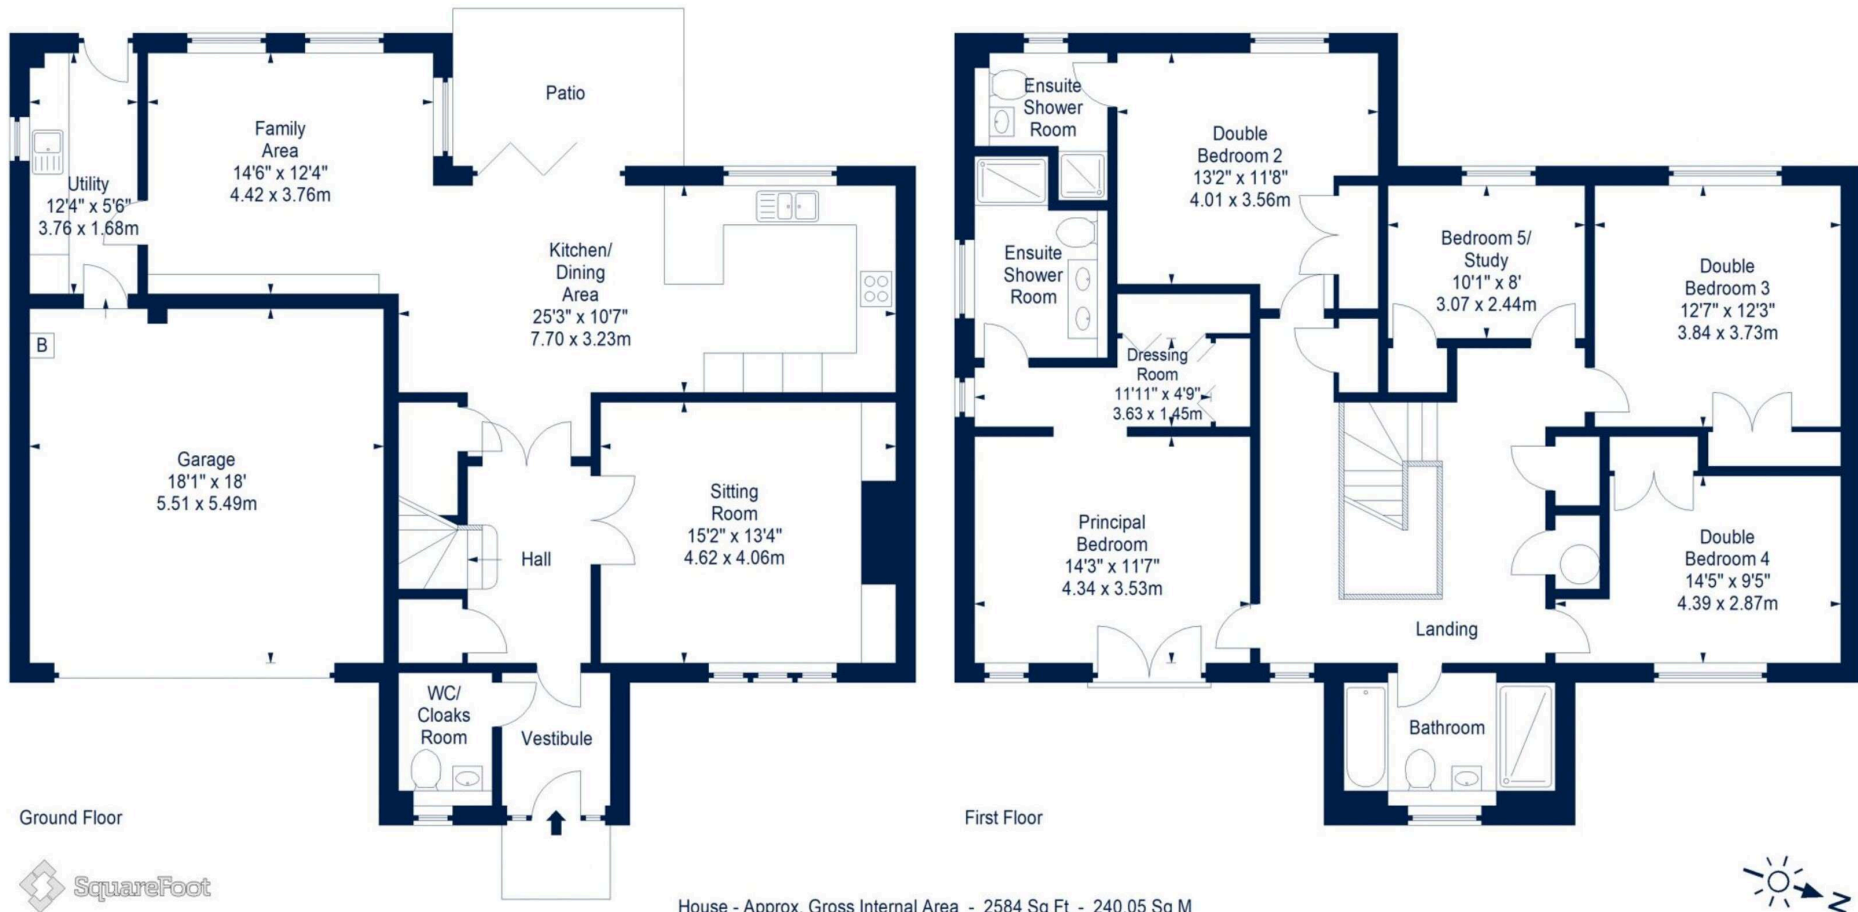 Patio
Family
Area
14'6" x 12'4"
4.42 x 3.76m
Utility
12'4" x 5'6"
3.76 x 1.68m
Kitchen/
Dining
Area
25'3" x 10'7"
7.70 x 3.23m
B
Garage
18'1" x 18'
5.51 x 5.49m
Sitting
Room
15'2" x 13'4"
4.62 x 4.06m
Hall
WC/
Cloaks
Room
Vestibule
Ground Floor
Ensuite
Shower
Room
Double
Bedroom 2
13'2" x 11'8"
4.01 x 3.56m
Ensuite
Shower
Room
Bedroom 5/
Study
10'1" x 8'
3.07 x 2.44m
Double
Bedroom 3
12'7" x 12'3"
3.84 x 3.73m
Dressing
Room
11'11" x 4'9"
3.63 x 1.45m
Principal
Bedroom
14'3" x 11'7"
4.34 x 3.53m
Double
Bedroom 4
14'5" x 9'5"
4.39 x 2.87m
Landing
Bathroom
First Floor
SquareFoot
N
House - Approx. Gross Internal Area - 2584 Sq Ft - 240.05 Sq M